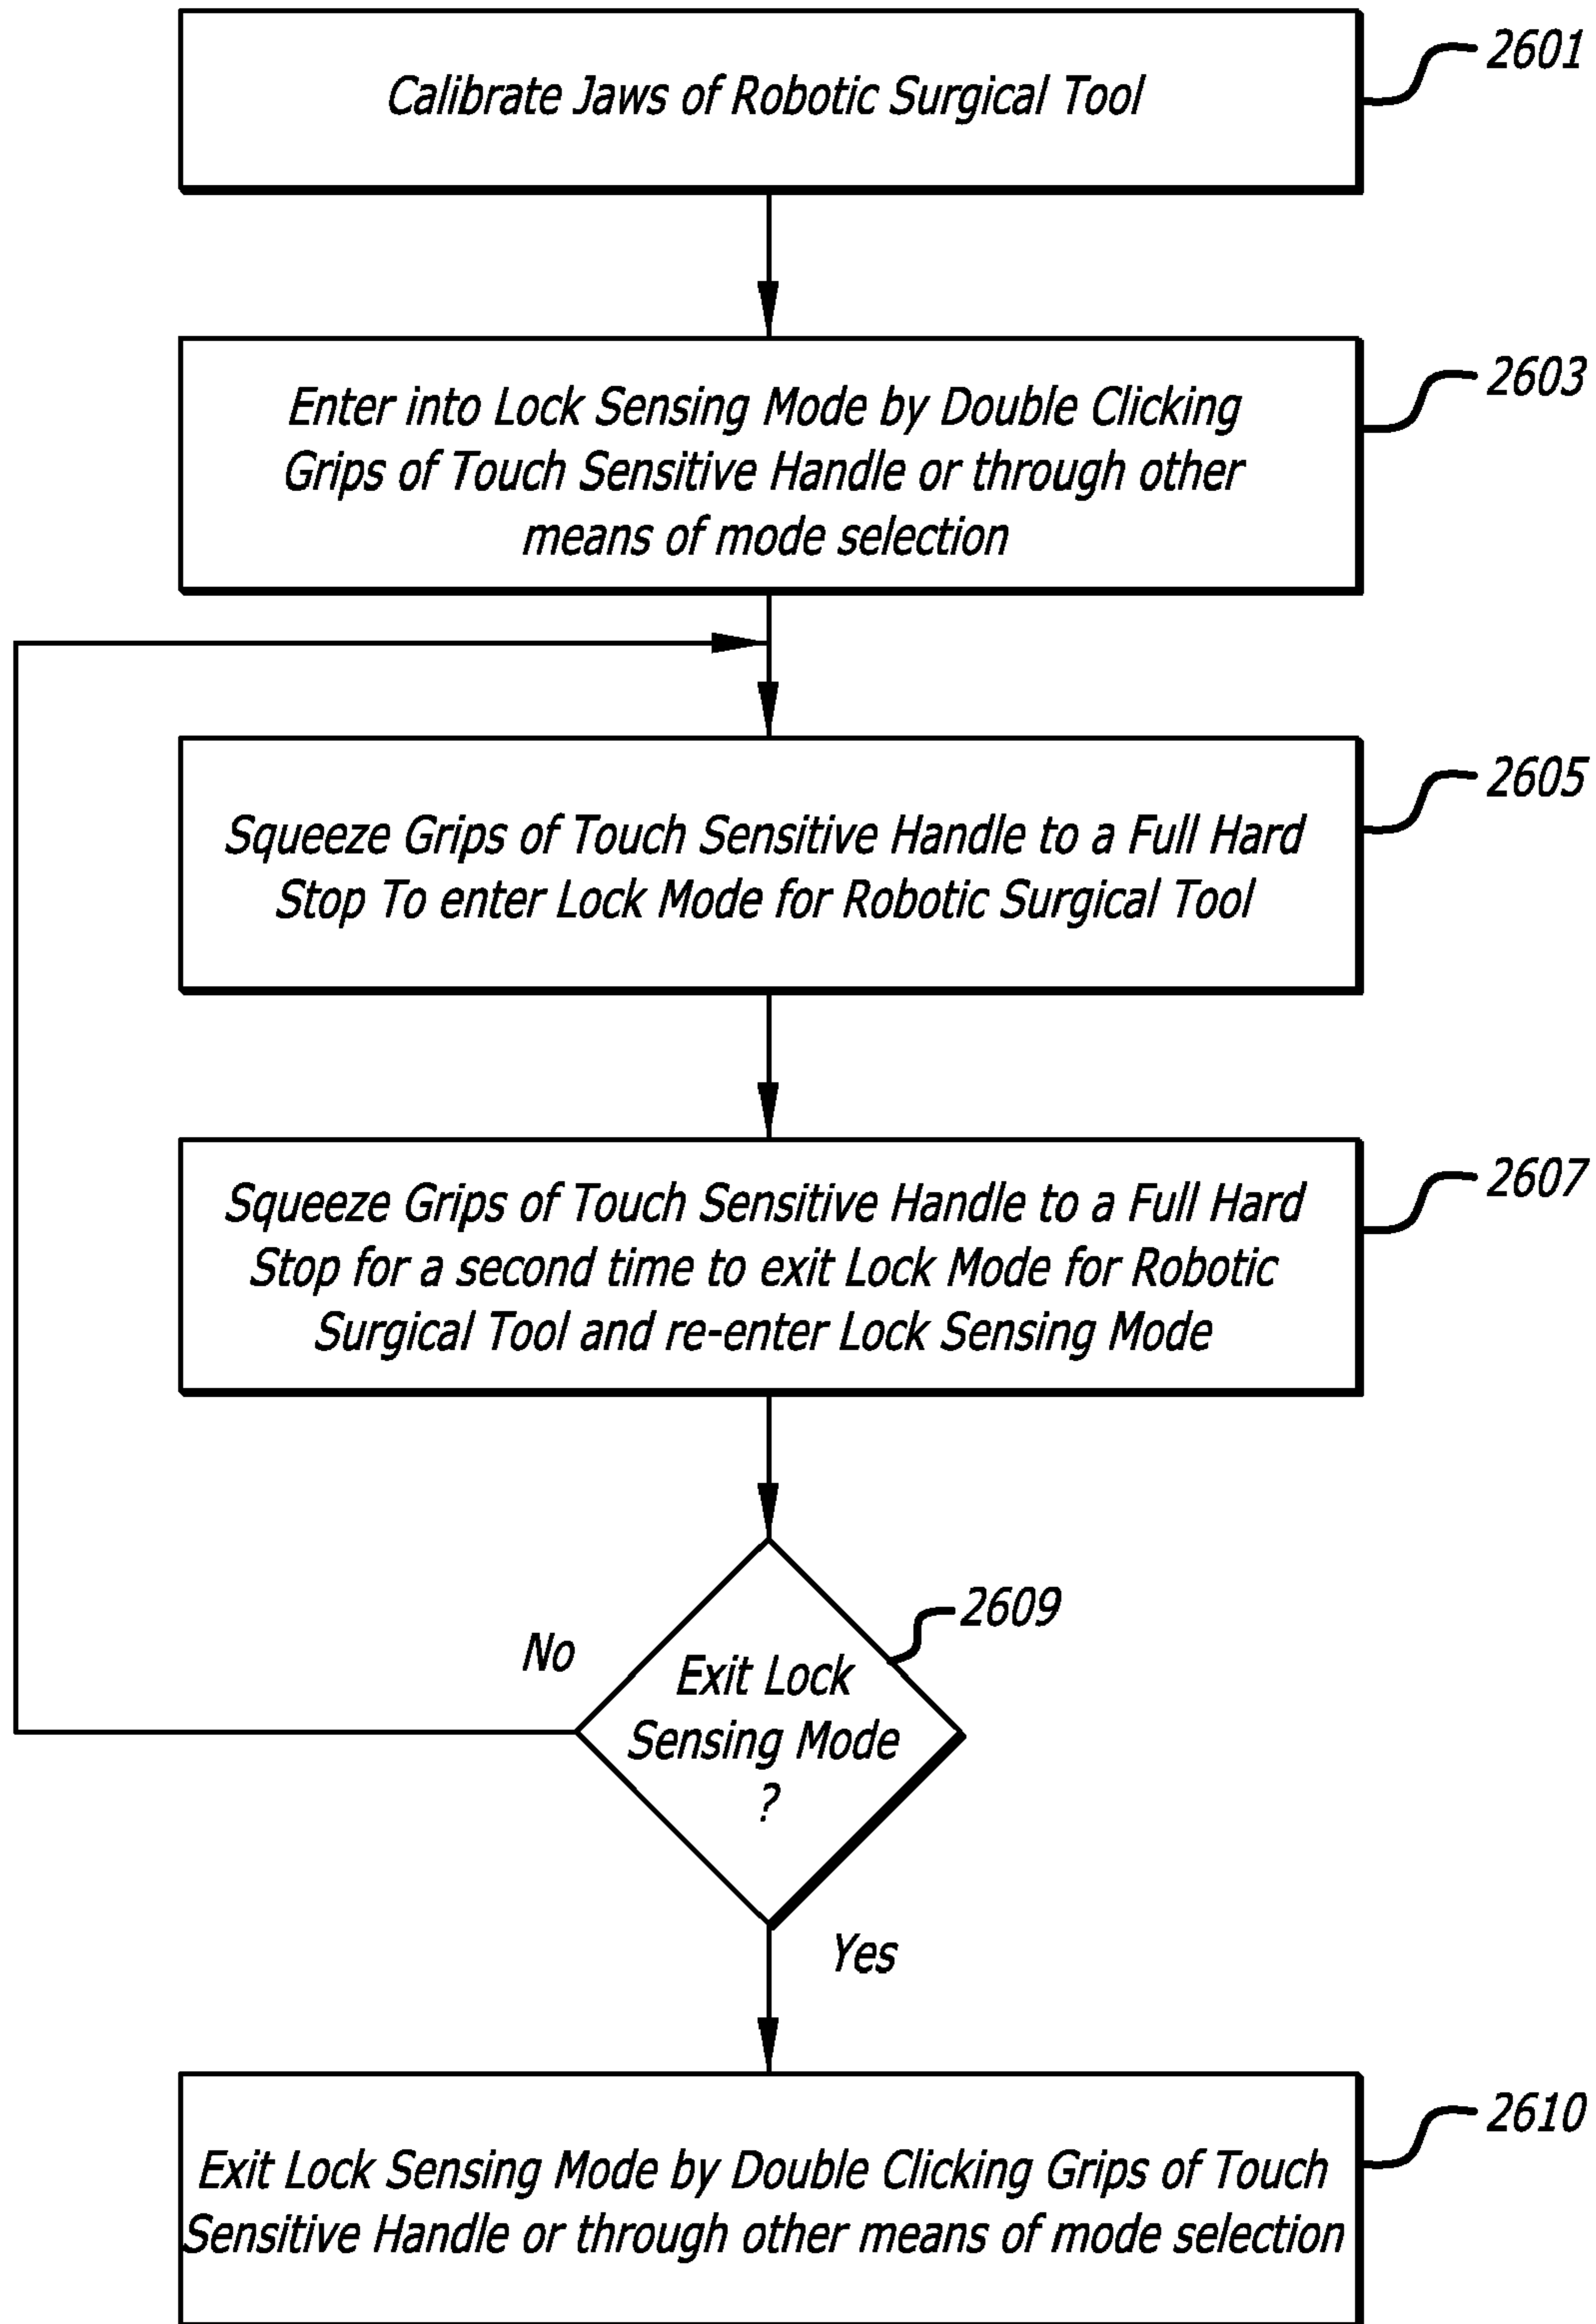 Calibrate Jaws of Robotic Surgical Tool
2601
Enter into Lock Sensing Mode by Double Clicking
Grips of Touch Sensitive Handle or through other
means of mode selection
2603
Squeeze Grips of Touch Sensitive Handle to a Full Hard
Stop To enter Lock Mode for Robotic Surgical Tool
2605
Squeeze Grips of Touch Sensitive Handle to a Full Hard
Stop for a second time to exit Lock Mode for Robotic
Surgical Tool and re-enter Lock Sensing Mode
2607
Exit Lock
Sensing Mode
?
2609
No
Yes
Exit Lock Sensing Mode by Double Clicking Grips of Touch
Sensitive Handle or through other means of mode selection
2610